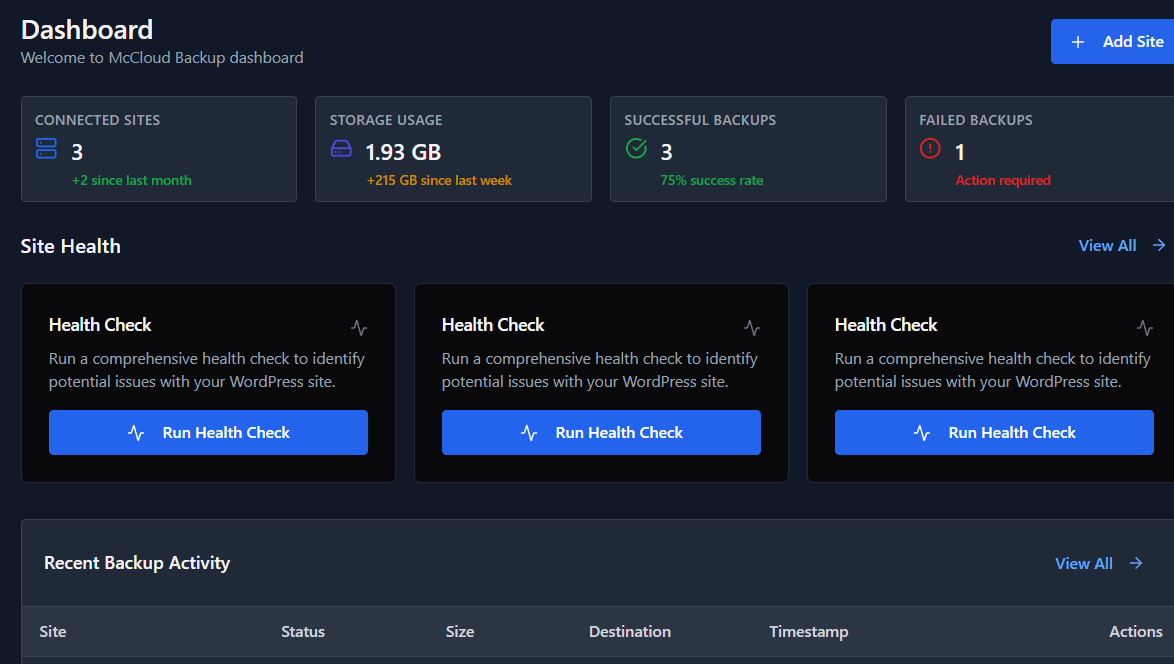 Dashboard
Welcome to McCloud Backup dashboard
Add Site
CONNECTED SITES
3
+2 since last month
STORAGE USAGE
1.93 GB
+215 GB since last week
SUCCESSFUL BACKUPS
3
75% success rate
FAILED BACKUPS
1
Action required
Site Health
View All
Health Check
Run a comprehensive health check to identify
potential issues with your WordPress site.
Run Health Check
Health Check
Run a comprehensive health check to identify
potential issues with your WordPress site.
Run Health Check
Health Check
Run a comprehensive health check to identify
potential issues with your WordPress site.
Run Health Check
Recent Backup Activity
View All
Site Status Size Destination Timestamp Actions